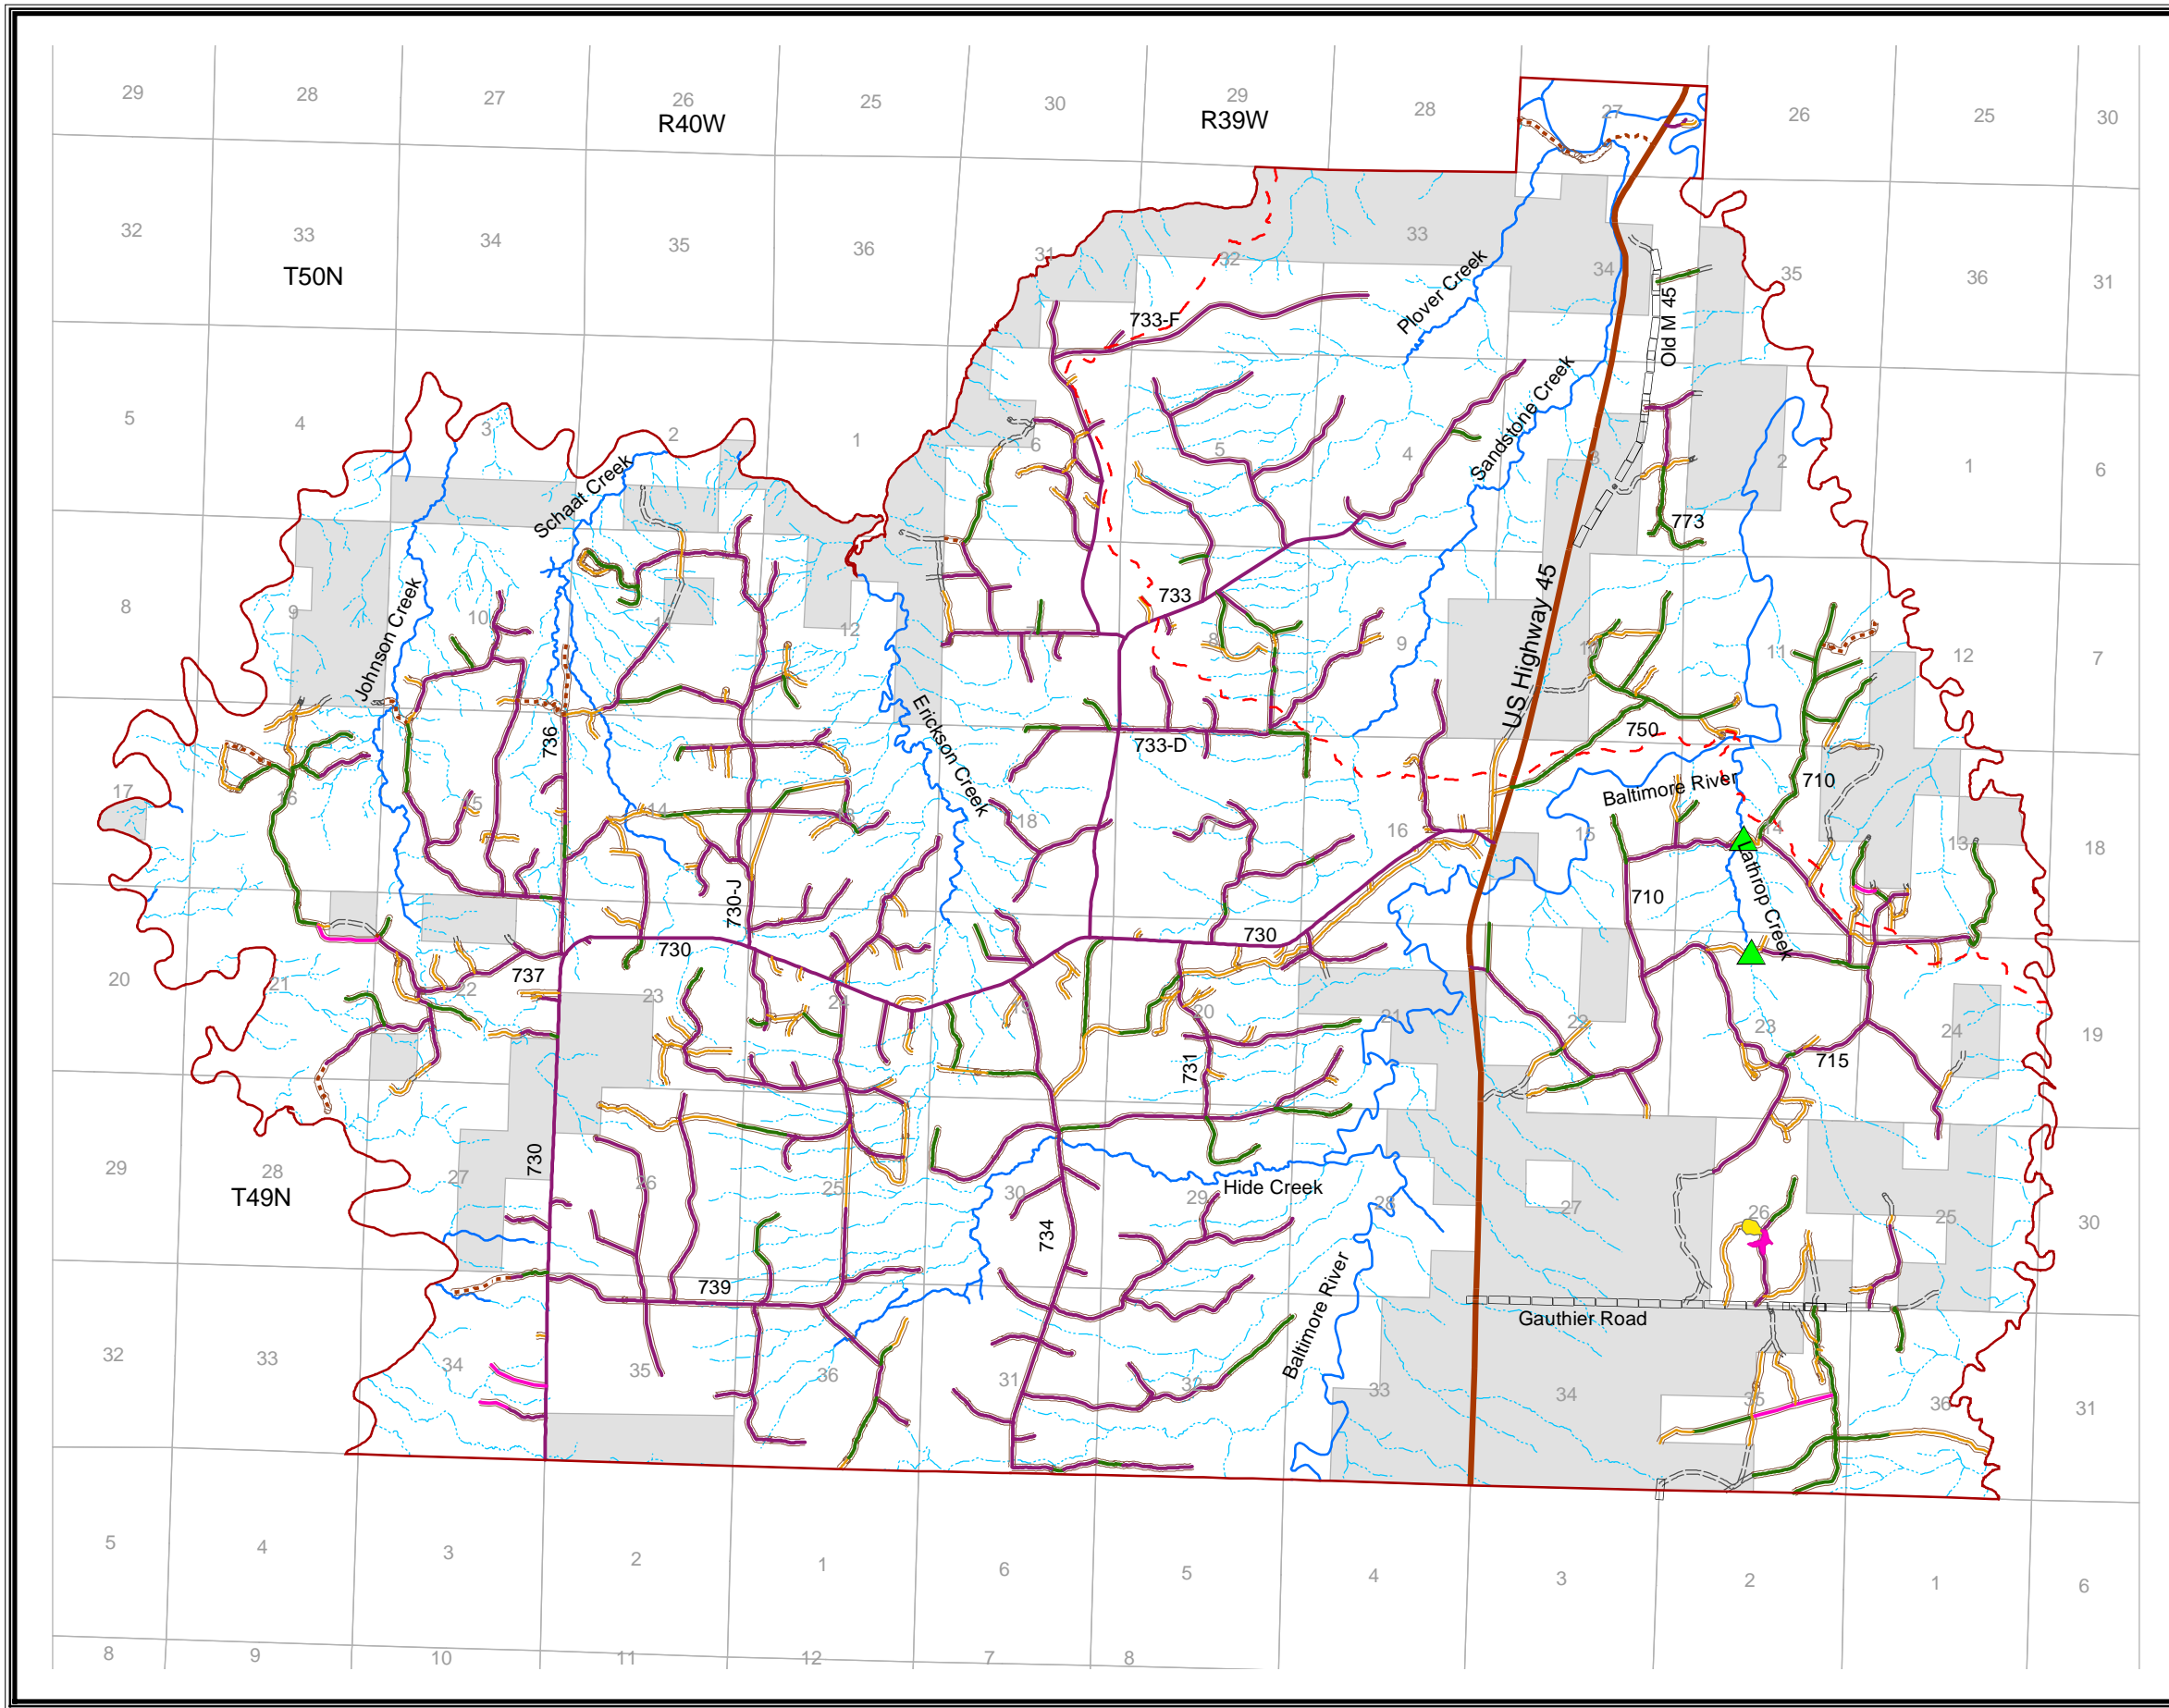 29 28 27 26 25 30 29 28 27 26 25 30
R40W R39W
32 33 34 35 36 31 32 33 34 35 36 31
T50N
733-F
Plover Creek
Old M 45
5 4 3 2 1 6 5 4 3 2 1 6
Sandstone Creek
Schaat Creek
773
8 9 10 11 12 7 8 9 10 11 12 7
Johnson Creek
733
US Highway 45
736
Erickson Creek
733-D
750
17 16 15 14 13 18 17 16 15 14 13 18
Baltimore River
710
Lathrop Creek
730-J
710
730
730
737
20 21 22 23 24 19 20 21 22 23 24 19
731
715
730
29 28 27 26 25 30 29 28 27 26 25 30
T49N
Hide Creek
734
Baltimore River
739
Gauthier Road
32 33 34 35 36 31 32 33 34 35 36 31
5 4 3 2 1 6 5 4 3 2 1 6
8 9 10 11 12 7 8